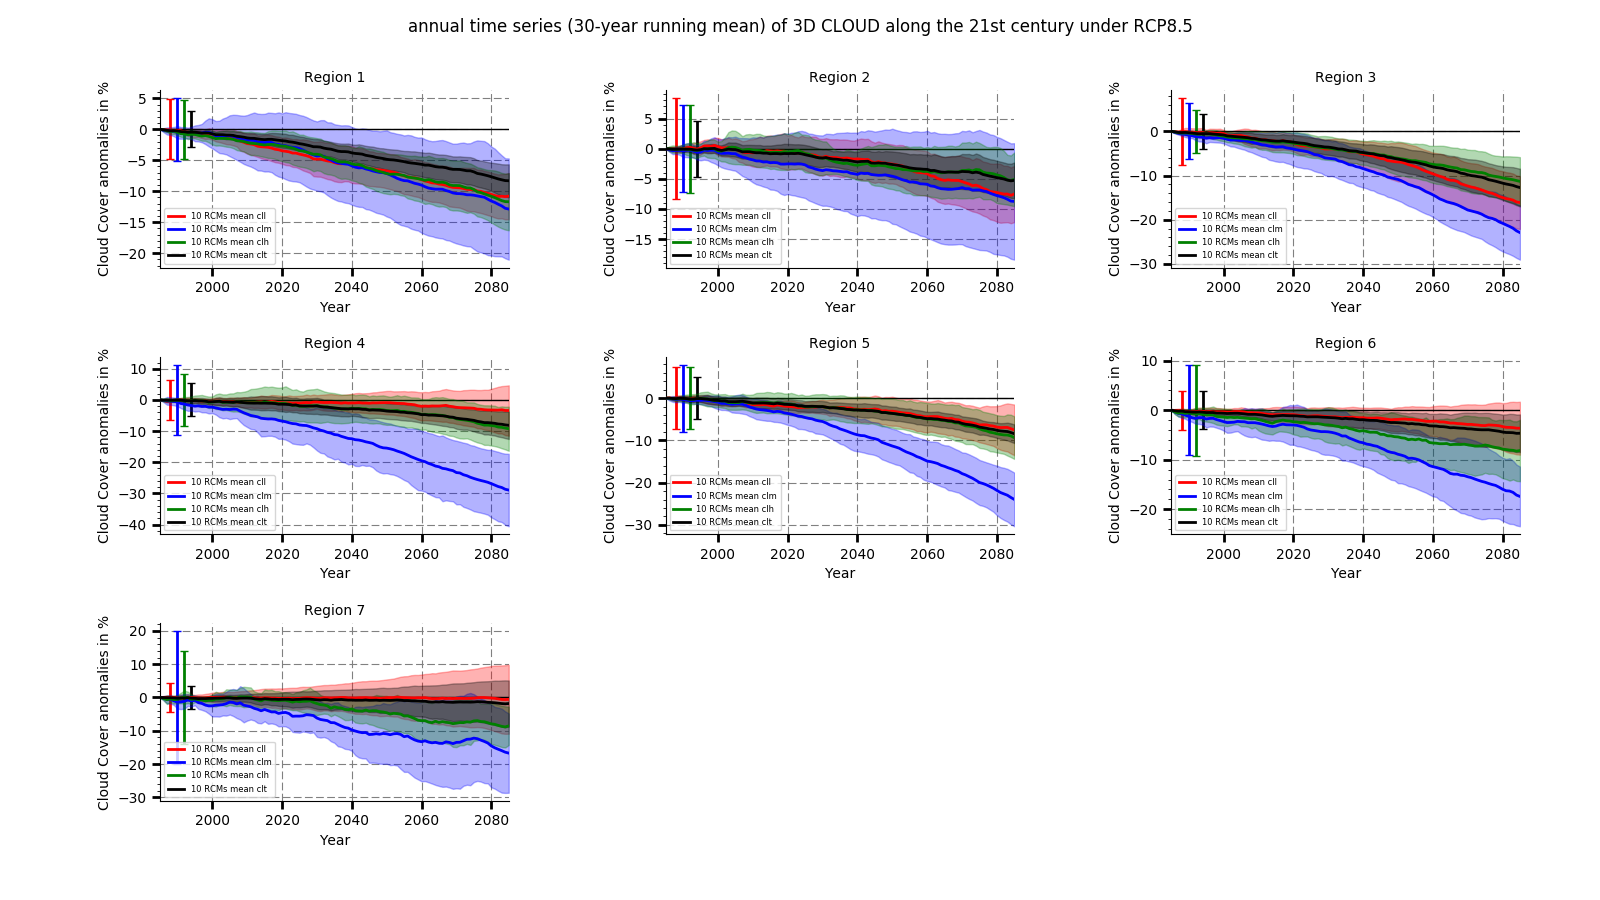 annual time series (30-year running mean) of 3D CLOUD along the 21st century under RCP8.5
Region 1
Cloud Cover anomalies in %
5
0
−5
−10
−15
−20
10 RCMs mean cll
10 RCMs mean clm
10 RCMs mean clh
10 RCMs mean clt
2000 2020 2040 2060 2080
Year
Region 2
Cloud Cover anomalies in %
5
0
−5
−10
−15
10 RCMs mean cll
10 RCMs mean clm
10 RCMs mean clh
10 RCMs mean clt
2000 2020 2040 2060 2080
Year
Region 3
Cloud Cover anomalies in %
0
−10
−20
−30
10 RCMs mean cll
10 RCMs mean clm
10 RCMs mean clh
10 RCMs mean clt
2000 2020 2040 2060 2080
Year
Region 4
Cloud Cover anomalies in %
10
0
−10
−20
−30
−40
10 RCMs mean cll
10 RCMs mean clm
10 RCMs mean clh
10 RCMs mean clt
2000 2020 2040 2060 2080
Year
Region 5
Cloud Cover anomalies in %
0
−10
−20
−30
10 RCMs mean cll
10 RCMs mean clm
10 RCMs mean clh
10 RCMs mean clt
2000 2020 2040 2060 2080
Year
Region 6
Cloud Cover anomalies in %
10
0
−10
−20
10 RCMs mean cll
10 RCMs mean clm
10 RCMs mean clh
10 RCMs mean clt
2000 2020 2040 2060 2080
Year
Region 7
Cloud Cover anomalies in %
20
10
0
−10
−20
−30
10 RCMs mean cll
10 RCMs mean clm
10 RCMs mean clh
10 RCMs mean clt
2000 2020 2040 2060 2080
Year